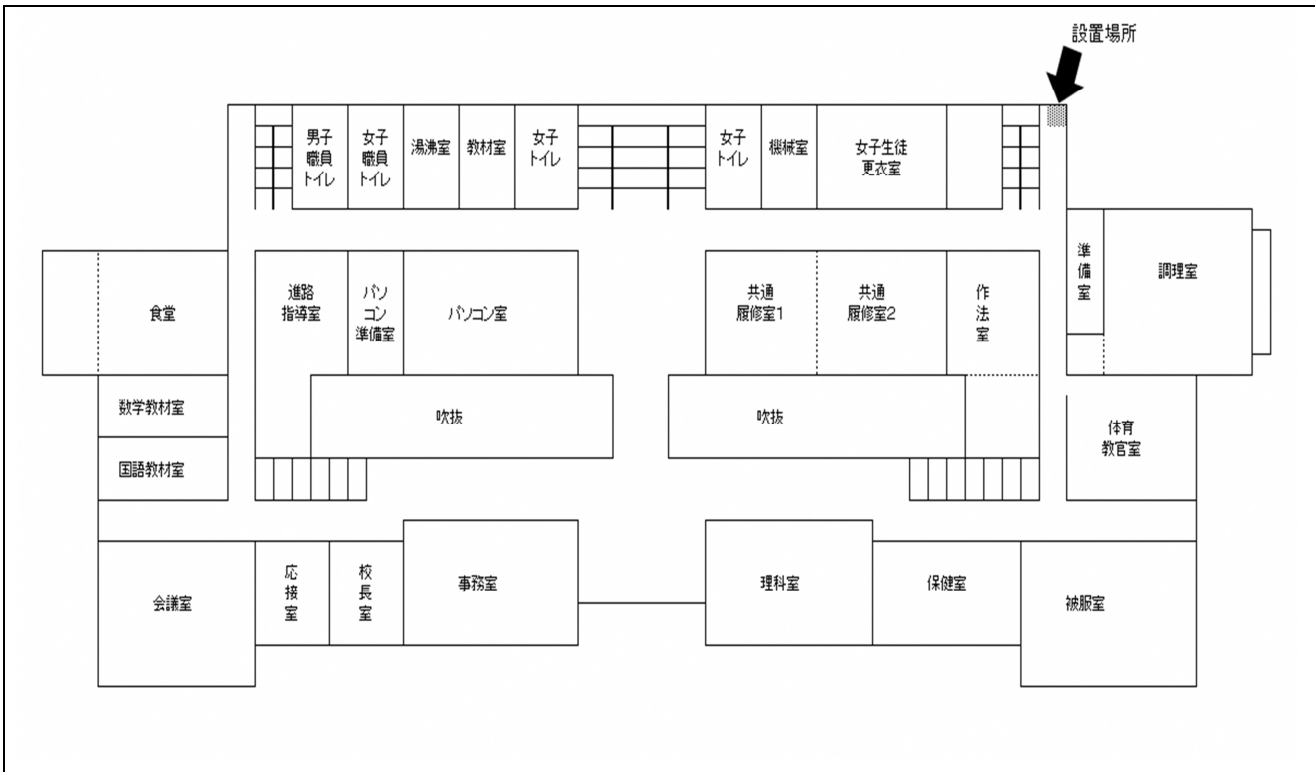 設置場所
男子
職員
トイレ
女子
職員
トイレ
湯沸室
教材室
女子
トイレ
女子
トイレ
機械室
女子生徒
更衣室
食堂
進路
指導室
パソ
コン
準備室
パソコン室
共通
履修室1
共通
履修室2
作
法
室
準
備
室
調理室
数学教材室
国語教材室
吹抜
吹抜
体育
教官室
会議室
応
接
室
校
長
室
事務室
理科室
保健室
被服室